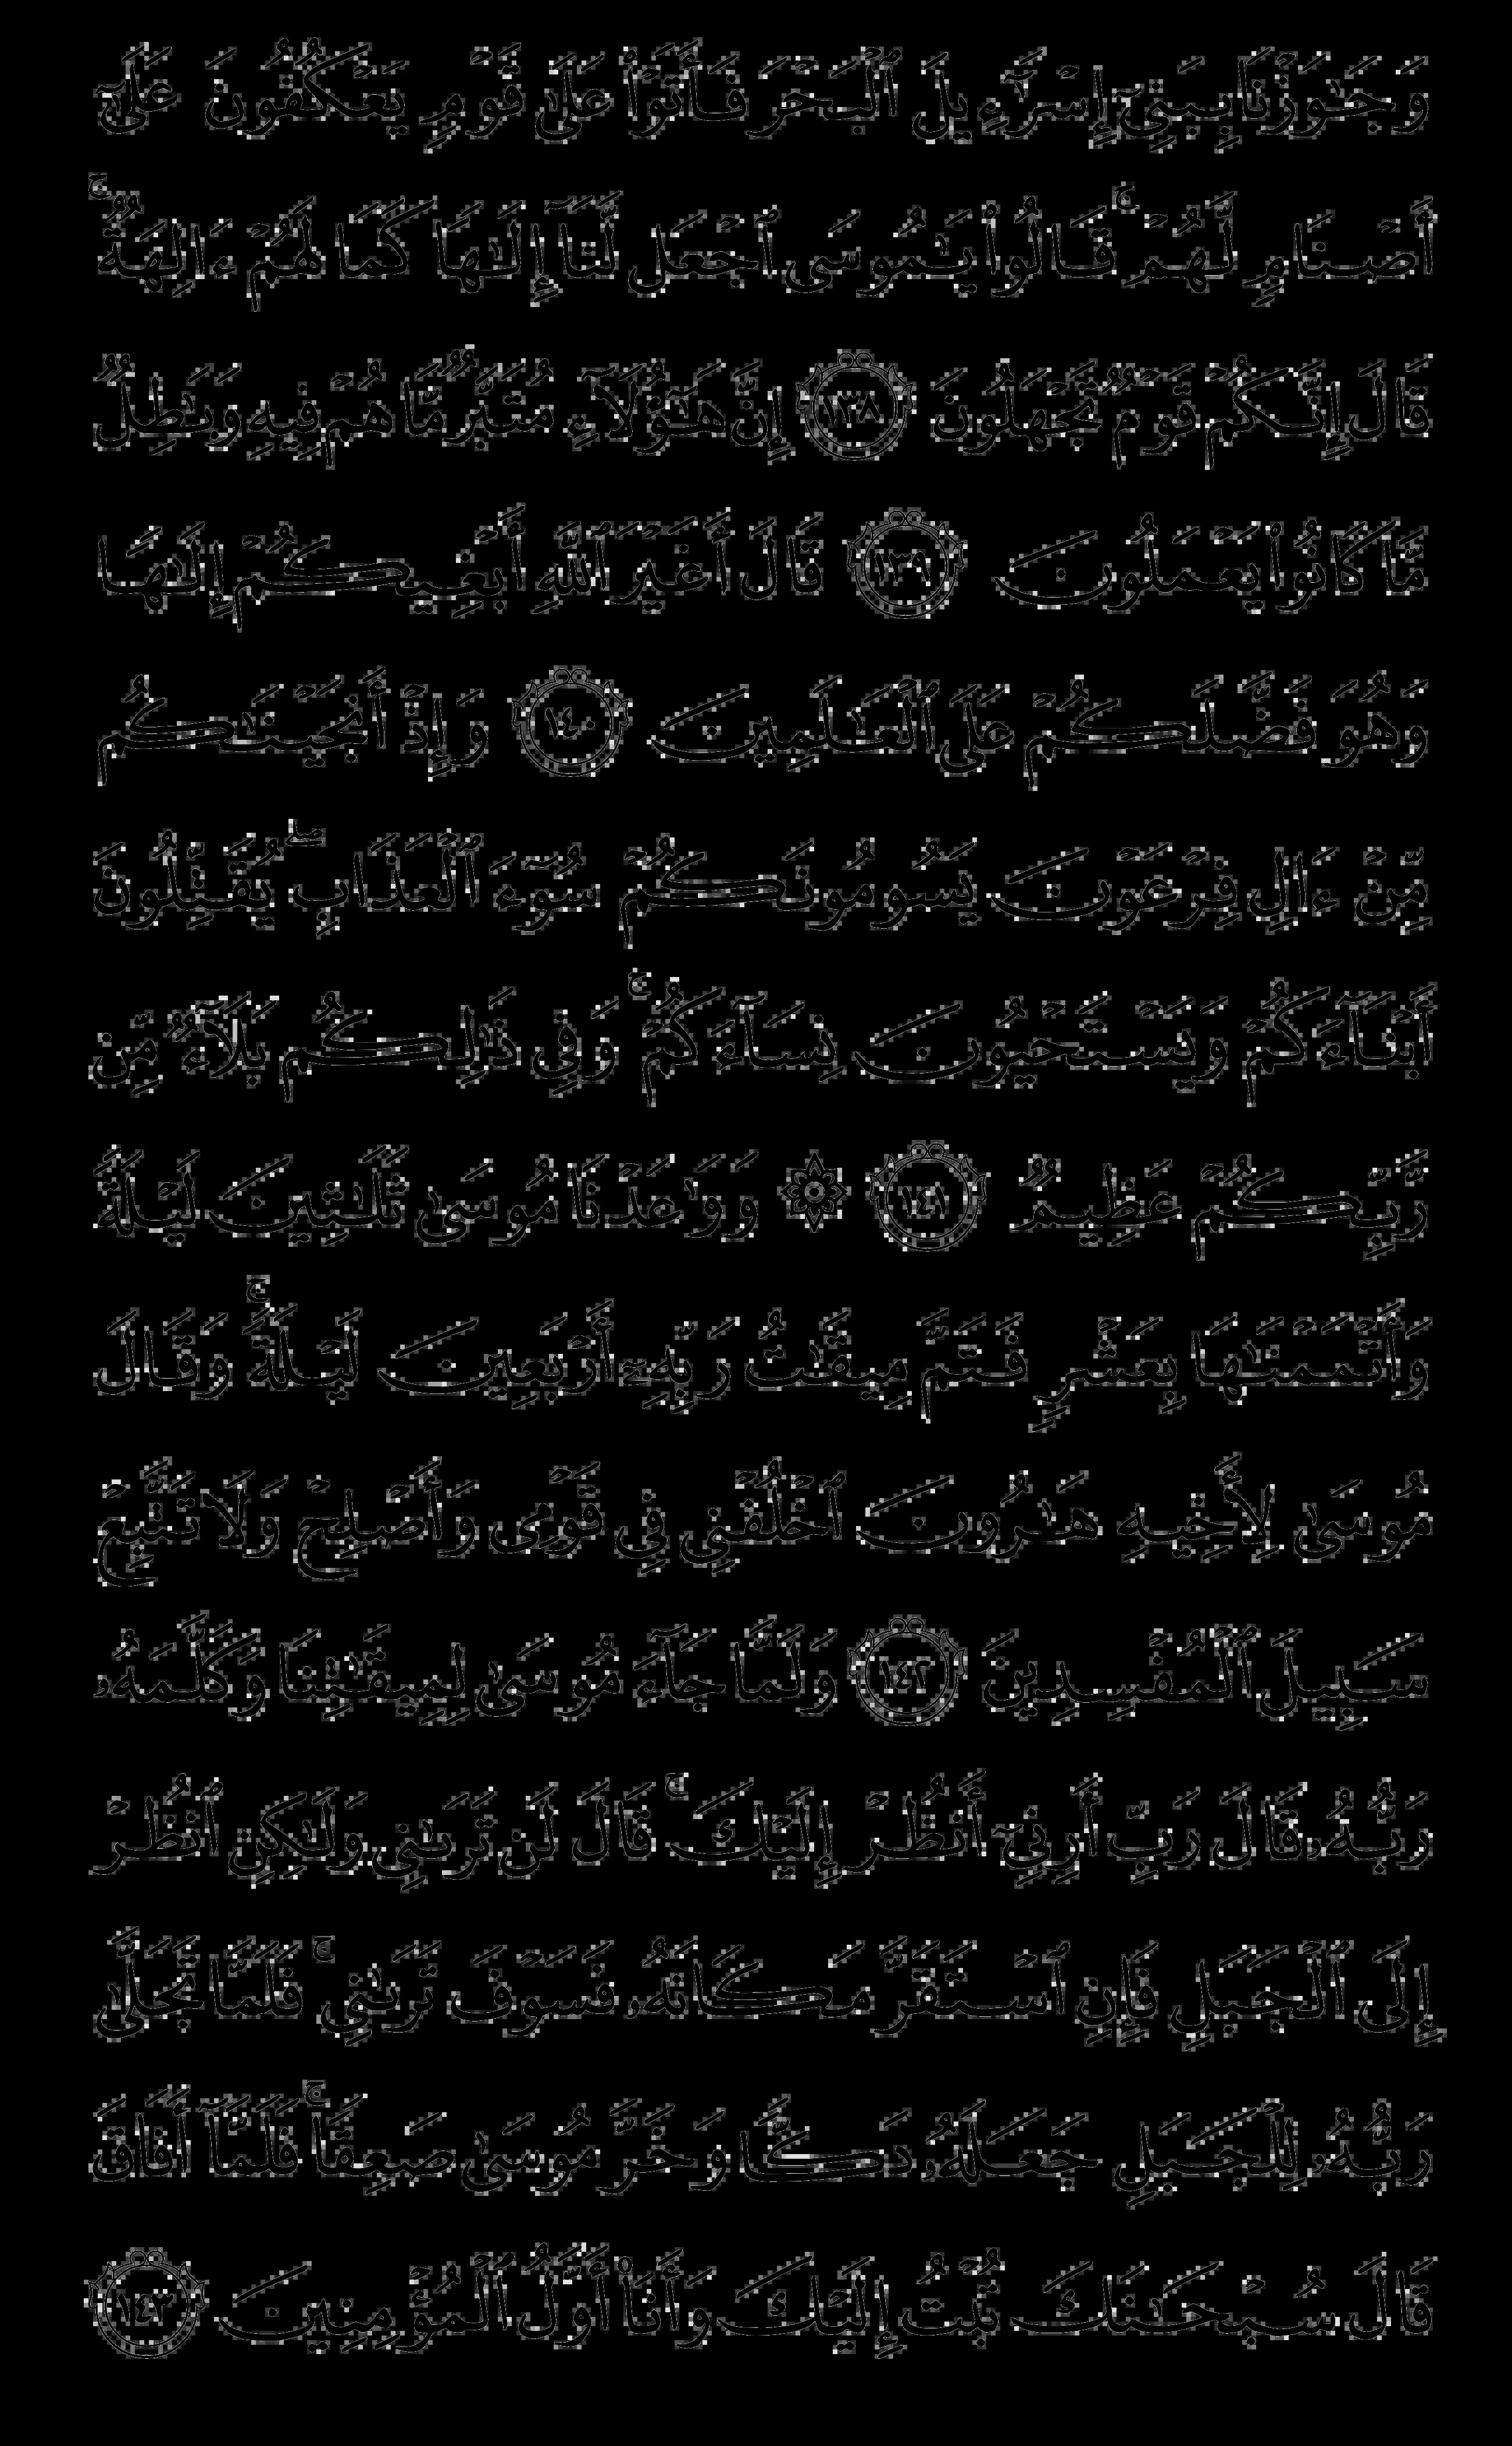 وَجَـٰوَزْنَا بِبَنِىٓ إِسْرَٰٓءِيلَ ٱلْبَحْرَ فَأَتَوْا۟ عَلَىٰ قَوْمٍ يَعْكُفُونَ عَلَىٰٓ
أَصْنَامٍ لَّهُمْ ۚ قَالُوا۟ يَـٰمُوسَى ٱجْعَل لَّنَآ إِلَـٰهًا كَمَا لَهُمْ ءَالِهَةٌ ۚ
قَالَ إِنَّكُمْ قَوْمٌ تَجْهَلُونَ ١٣٨ إِنَّ هَـٰٓؤُلَآءِ مُتَبَّرٌ مَّا هُمْ فِيهِ وَبَـٰطِلٌ
مَّا كَانُوا۟ يَعْمَلُونَ ١٣٩ قَالَ أَغَيْرَ ٱللَّهِ أَبْغِيكُمْ إِلَـٰهًا
وَهُوَ فَضَّلَكُمْ عَلَى ٱلْعَـٰلَمِينَ ١٤٠ وَإِذْ أَنجَيْنَـٰكُم
مِّنْ ءَالِ فِرْعَوْنَ يَسُومُونَكُمْ سُوٓءَ ٱلْعَذَابِ ۖ يُقَتِّلُونَ
أَبْنَآءَكُمْ وَيَسْتَحْيُونَ نِسَآءَكُمْ ۚ وَفِى ذَٰلِكُم بَلَآءٌ مِّن
رَّبِّكُمْ عَظِيمٌ ١٤١ ۞ وَوَٰعَدْنَا مُوسَىٰ ثَلَـٰثِينَ لَيْلَةً
وَأَتْمَمْنَـٰهَا بِعَشْرٍ فَتَمَّ مِيقَـٰتُ رَبِّهِۦٓ أَرْبَعِينَ لَيْلَةً ۚ وَقَالَ
مُوسَىٰ لِأَخِيهِ هَـٰرُونَ ٱخْلُفْنِى فِى قَوْمِى وَأَصْلِحْ وَلَا تَتَّبِعْ
سَبِيلَ ٱلْمُفْسِدِينَ ١٤٢ وَلَمَّا جَآءَ مُوسَىٰ لِمِيقَـٰتِنَا وَكَلَّمَهُۥ
رَبُّهُۥ قَالَ رَبِّ أَرِنِىٓ أَنظُرْ إِلَيْكَ ۚ قَالَ لَن تَرَىٰنِى وَلَـٰكِنِ ٱنظُرْ
إِلَى ٱلْجَبَلِ فَإِنِ ٱسْتَقَرَّ مَكَانَهُۥ فَسَوْفَ تَرَىٰنِى ۚ فَلَمَّا تَجَلَّىٰ
رَبُّهُۥ لِلْجَبَلِ جَعَلَهُۥ دَكًّا وَخَرَّ مُوسَىٰ صَعِقًا ۚ فَلَمَّآ أَفَاقَ
قَالَ سُبْحَـٰنَكَ تُبْتُ إِلَيْكَ وَأَنَا۠ أَوَّلُ ٱلْمُؤْمِنِينَ ١٤٣